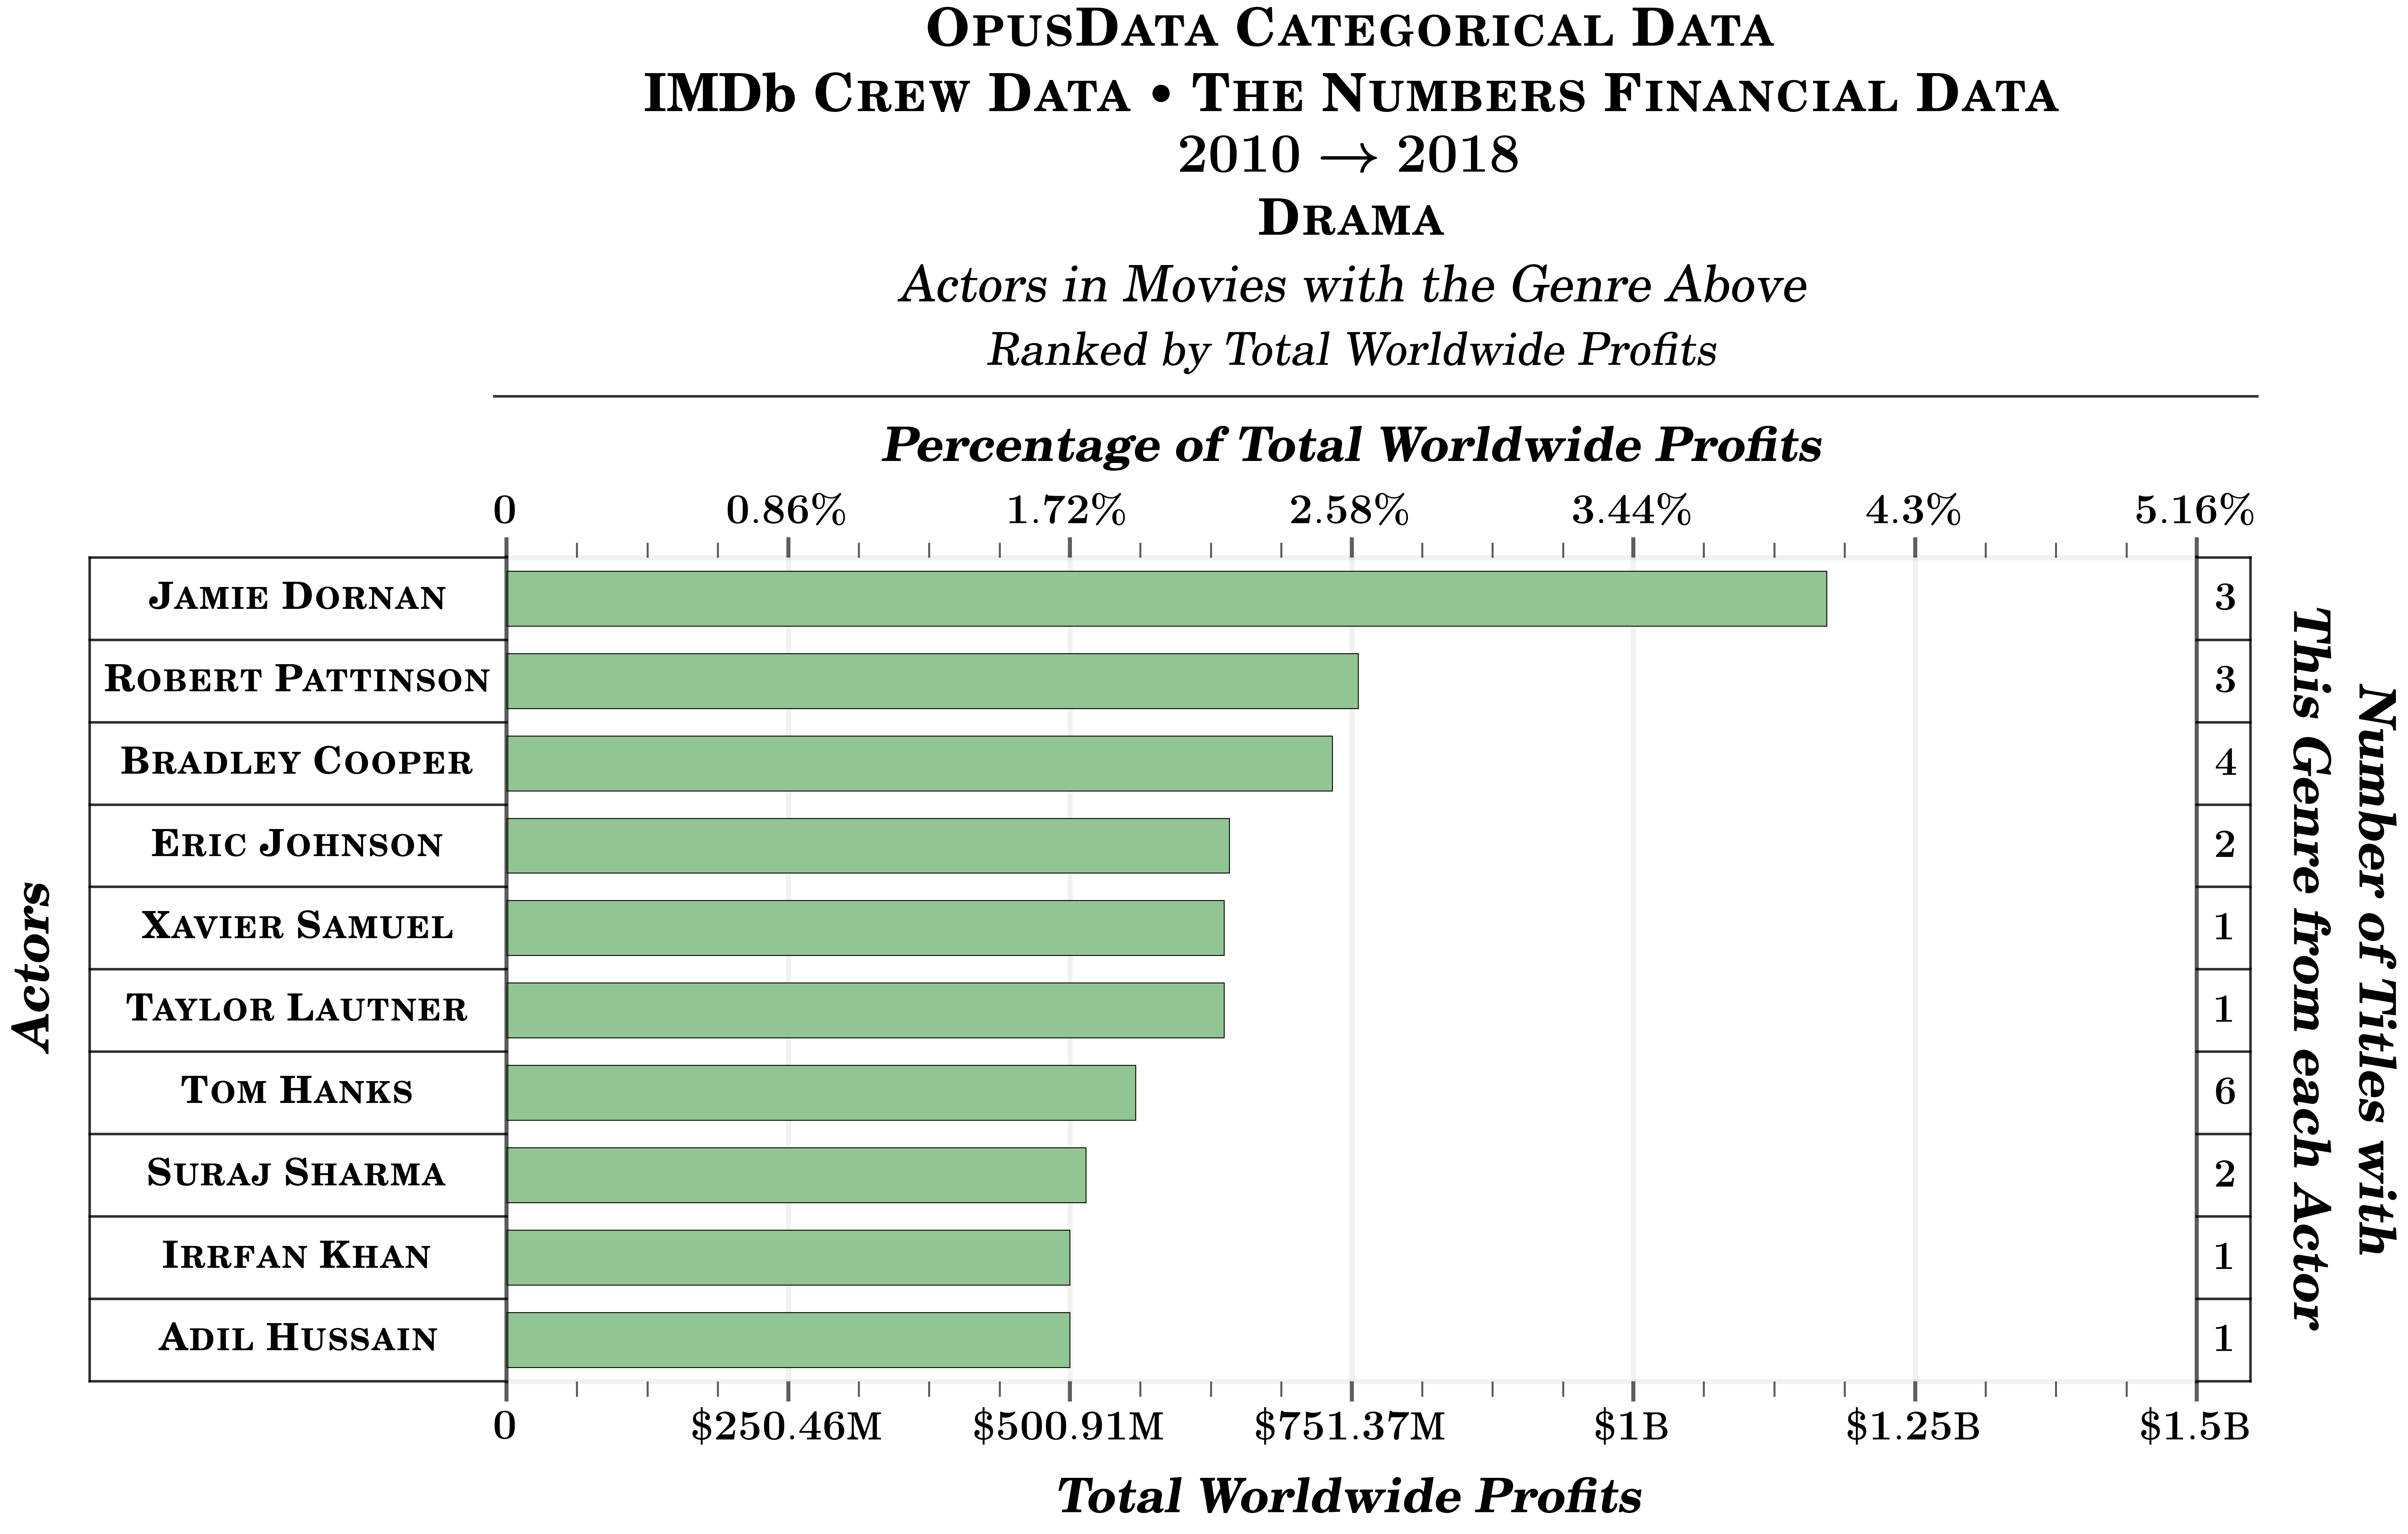 OpusData Categorical Data
IMDb Crew Data • The Numbers Financial Data
2010 → 2018
Drama
Actors in Movies with the Genre Above
Ranked by Total Worldwide Profits
Percentage of Total Worldwide Profits
0 0.86% 1.72% 2.58% 3.44% 4.3% 5.16%
Actors
Jamie Dornan 3
Robert Pattinson 3
Bradley Cooper 4
Eric Johnson 2
Xavier Samuel 1
Taylor Lautner 1
Tom Hanks 6
Suraj Sharma 2
Irrfan Khan 1
Adil Hussain 1
Number of Titles with
This Genre from each Actor
0 $250.46M $500.91M $751.37M $1B $1.25B $1.5B
Total Worldwide Profits